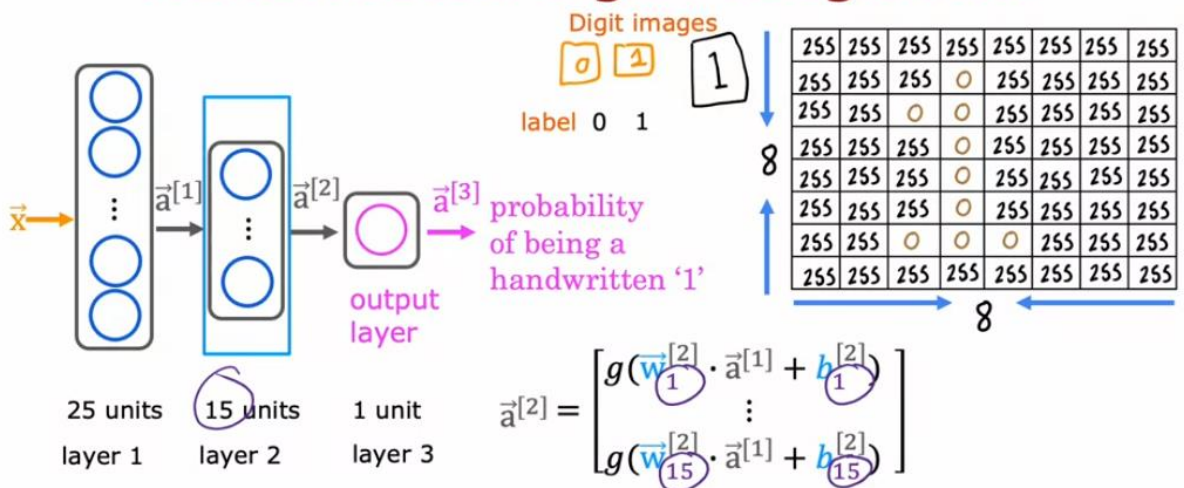 Digit images
0 1
1
label 0 1
x⃗
a⃗[1]
a⃗[2]
a⃗[3] probability
of being a
handwritten ‘1’
output
layer
25 units
15 units
1 unit
layer 1
layer 2
layer 3
8
255 255 255 255 255 255 255 255
255 255 255 0 255 255 255 255
255 255 0 0 255 255 255 255
255 255 255 0 255 255 255 255
255 255 255 0 255 255 255 255
255 255 255 0 255 255 255 255
255 255 0 0 0 255 255 255
255 255 255 255 255 255 255 255
8
a⃗[2] =
g(w⃗1[2] · a⃗[1] + b1[2])
⋮
g(w⃗15[2] · a⃗[1] + b15[2])